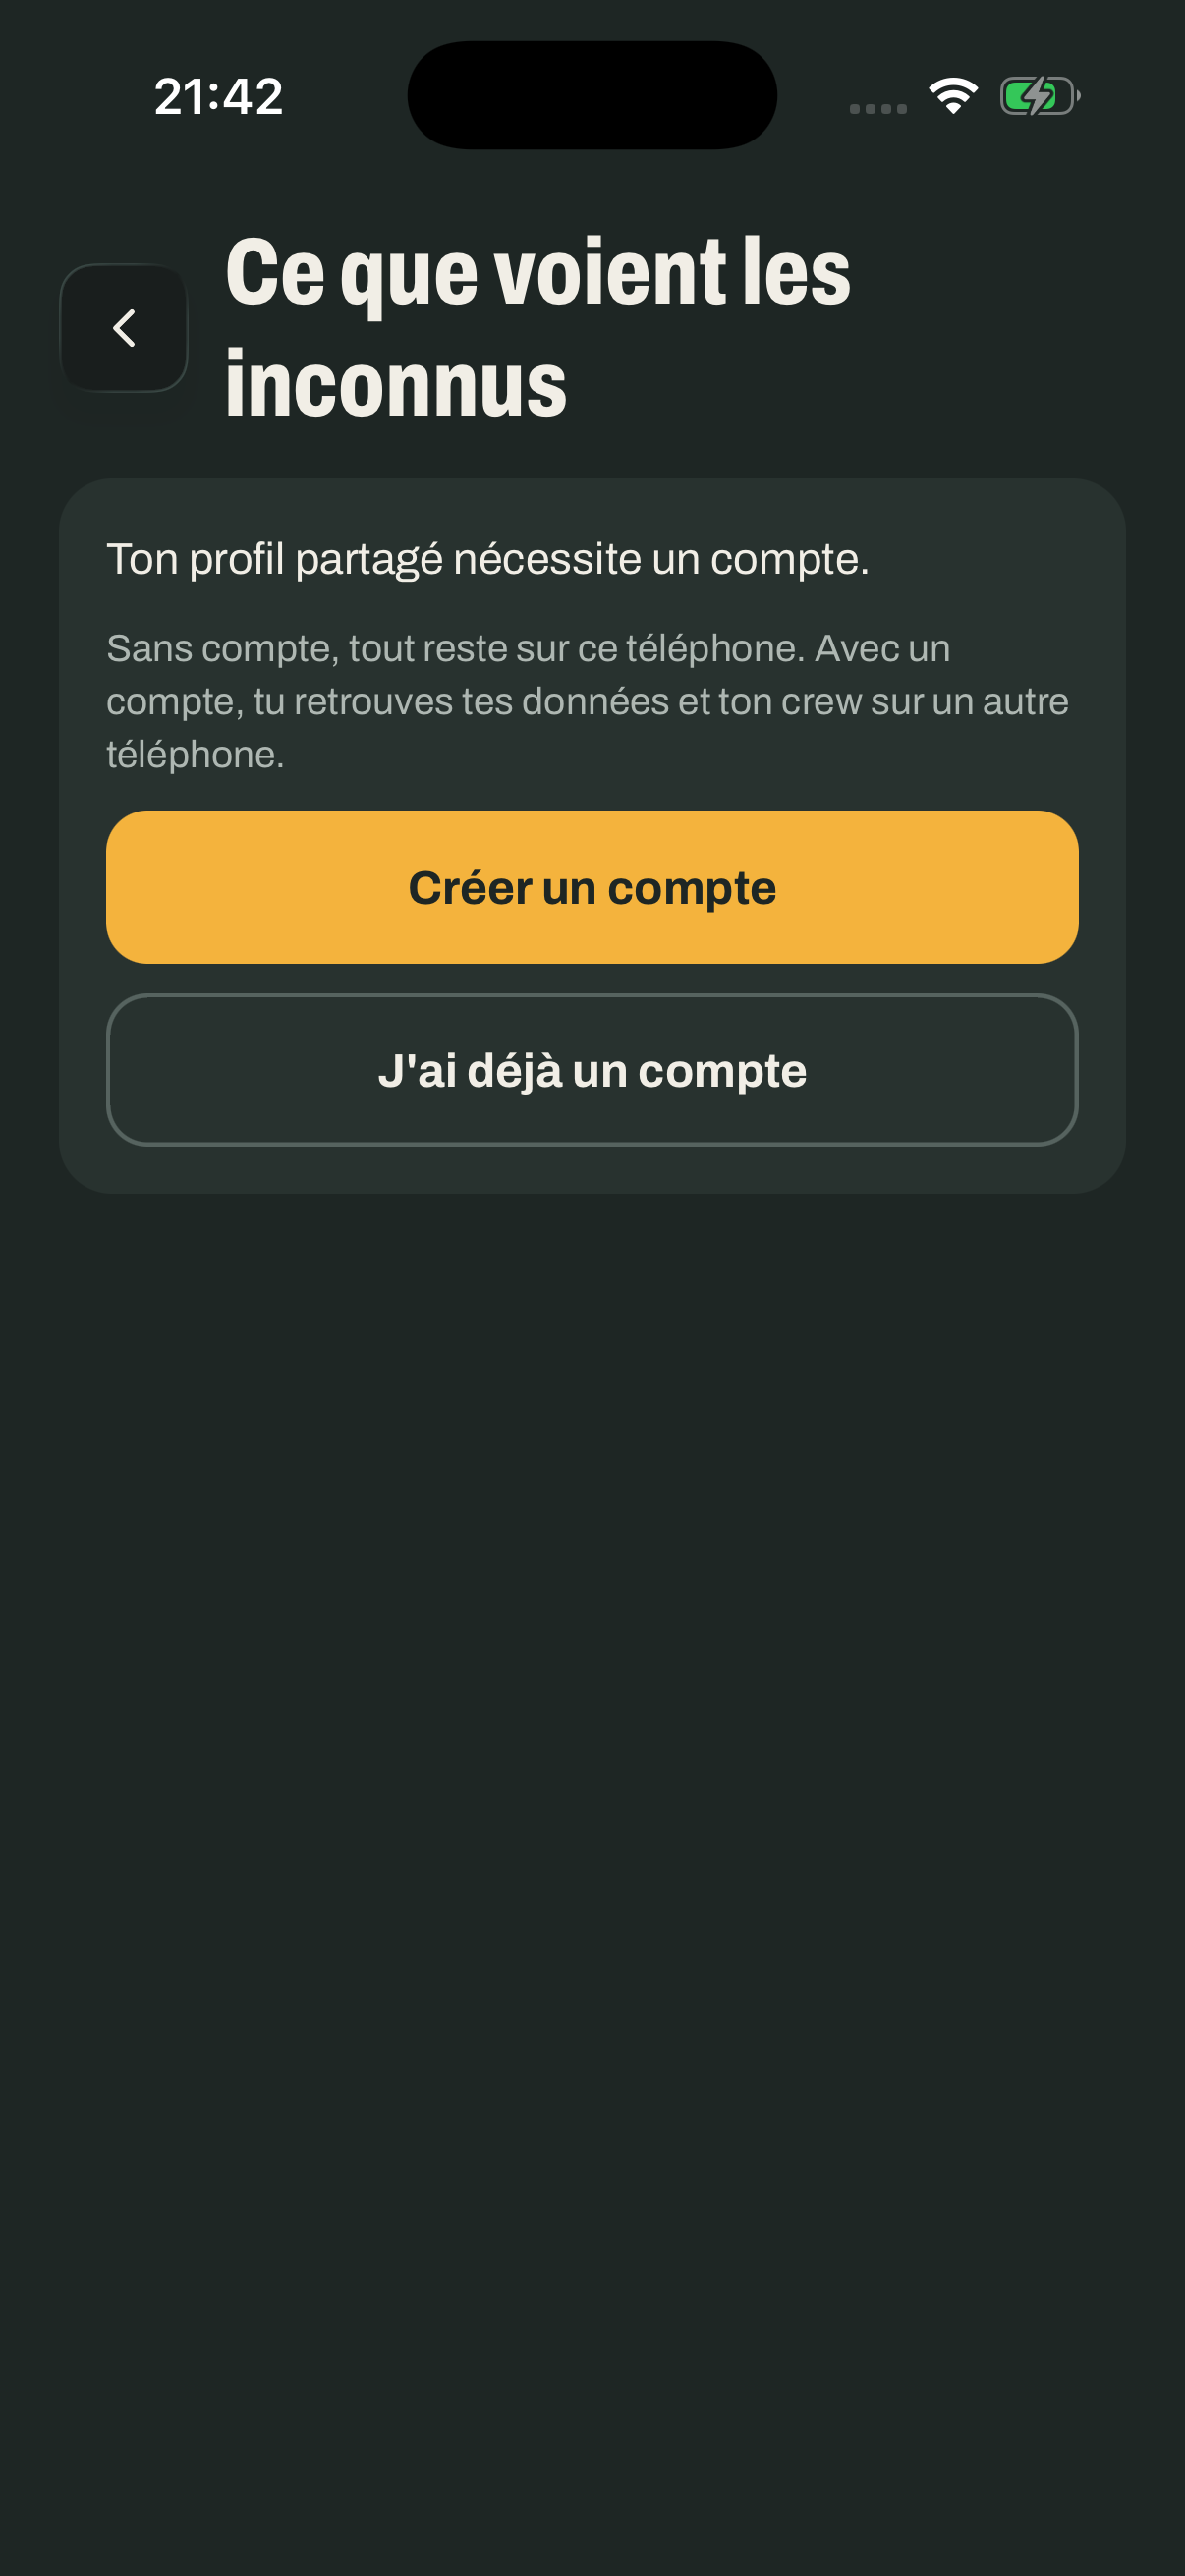 21:42
Ce que voient les
inconnus
Ton profil partagé nécessite un compte.
Sans compte, tout reste sur ce téléphone. Avec un
compte, tu retrouves tes données et ton crew sur un autre
téléphone.
Créer un compte
J'ai déjà un compte